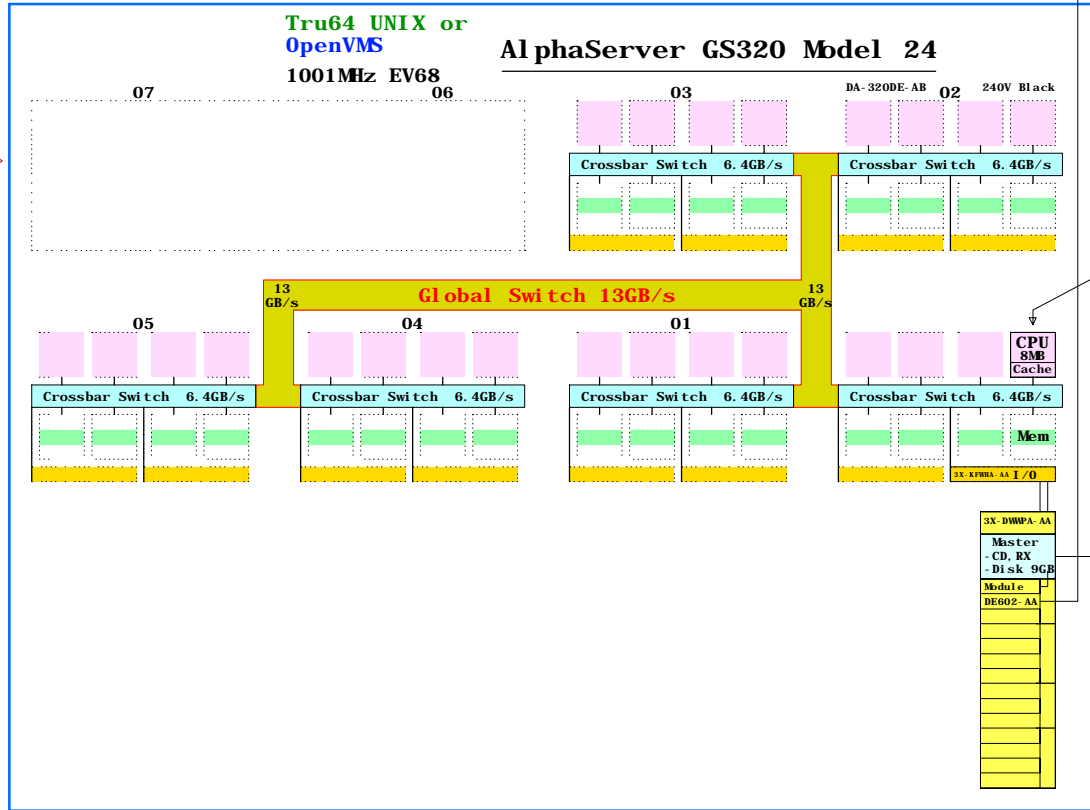 Tru64 UNIX or
OpenVMS
1001MHz EV68
AlphaServer GS320 Model 24
07
06
03
DA-320DE-AB
02
240V Black
Crossbar Switch 6.4GB/s
Crossbar Switch 6.4GB/s
13
GB/s
Global Switch 13GB/s
13
GB/s
05
04
01
CPU
8MB
Cache
Crossbar Switch 6.4GB/s
Crossbar Switch 6.4GB/s
Crossbar Switch 6.4GB/s
Crossbar Switch 6.4GB/s
Mem
3X-KFWHA-AA I/O
3X-DWWPA-AA
Master
- CD, RX
- Disk 9GB
Module
DE602-AA